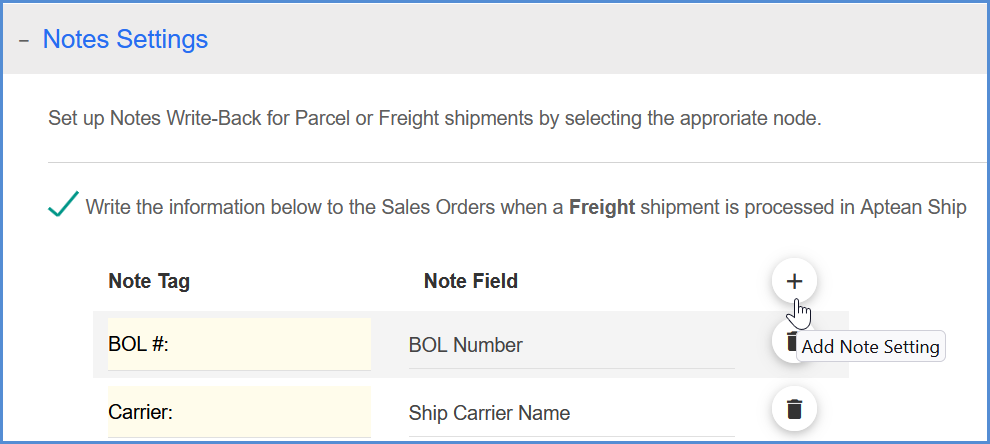 – Notes Settings
Set up Notes Write-Back for Parcel or Freight shipments by selecting the approriate node.
Write the information below to the Sales Orders when a Freight shipment is processed in Aptean Ship
Note Tag Note Field +
BOL #: BOL Number
Add Note Setting
Carrier: Ship Carrier Name